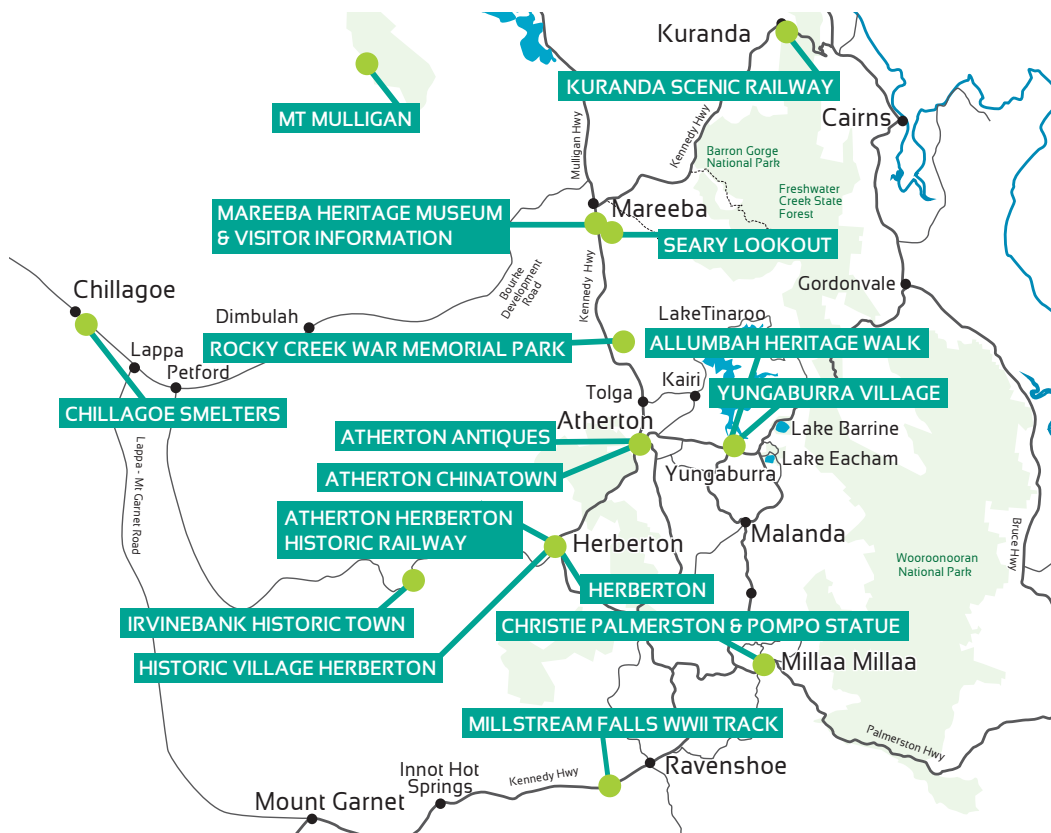 Kuranda
KURANDA SCENIC RAILWAY
MT MULLIGAN
Cairns
Mulligan Hwy
Kennedy Hwy
Barron Gorge
National Park
Freshwater
Creek State
Forest
MAREEBA HERITAGE MUSEUM
& VISITOR INFORMATION
Mareeba
SEARY LOOKOUT
Kennedy Hwy
Bourke
Development
Road
Chillagoe
Gordonvale
Dimbulah
LakeTinaroo
ROCKY CREEK WAR MEMORIAL PARK
ALLUMBAH HERITAGE WALK
Lappa
Petford
Kairi
Tolga
YUNGABURRA VILLAGE
CHILLAGOE SMELTERS
Atherton
Lake Barrine
ATHERTON ANTIQUES
Lake Eacham
ATHERTON CHINATOWN
Yungaburra
Lappa - Mt Garnet Road
ATHERTON HERBERTON
HISTORIC RAILWAY
Herberton
Malanda
Bruce Hwy
Wooroonooran
National Park
HERBERTON
IRVINEBANK HISTORIC TOWN
CHRISTIE PALMERSTON & POMPO STATUE
HISTORIC VILLAGE HERBERTON
Millaa Millaa
MILLSTREAM FALLS WWII TRACK
Palmerston Hwy
Ravenshoe
Innot Hot
Springs
Kennedy Hwy
Mount Garnet